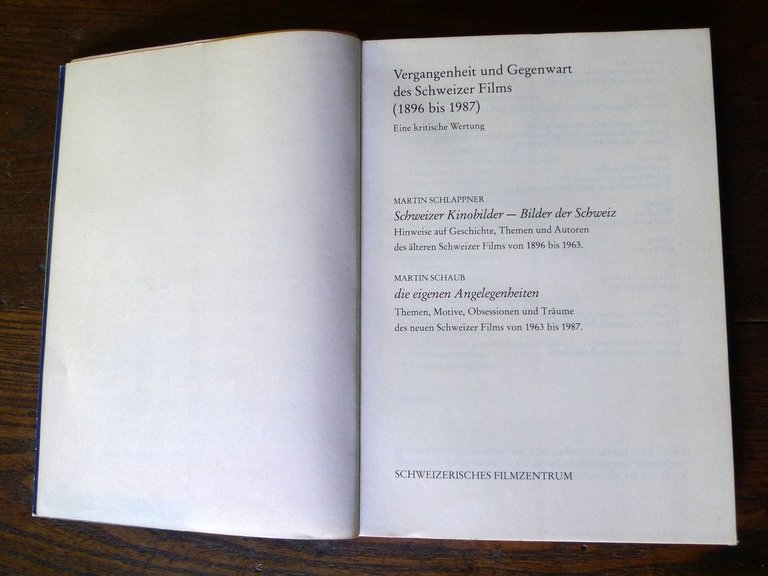 Vergangenheit und Gegenwart
des Schweizer Films
(1896 bis 1987)
Eine kritische Wertung
MARTIN SCHLAPPNER
Schweizer Kinobilder — Bilder der Schweiz
Hinweise auf Geschichte, Themen und Autoren
des älteren Schweizer Films von 1896 bis 1963.
MARTIN SCHAUB
die eigenen Angelegenheiten
Themen, Motive, Obsessionen und Träume
des neuen Schweizer Films von 1963 bis 1987.
SCHWEIZERISCHES FILMZENTRUM